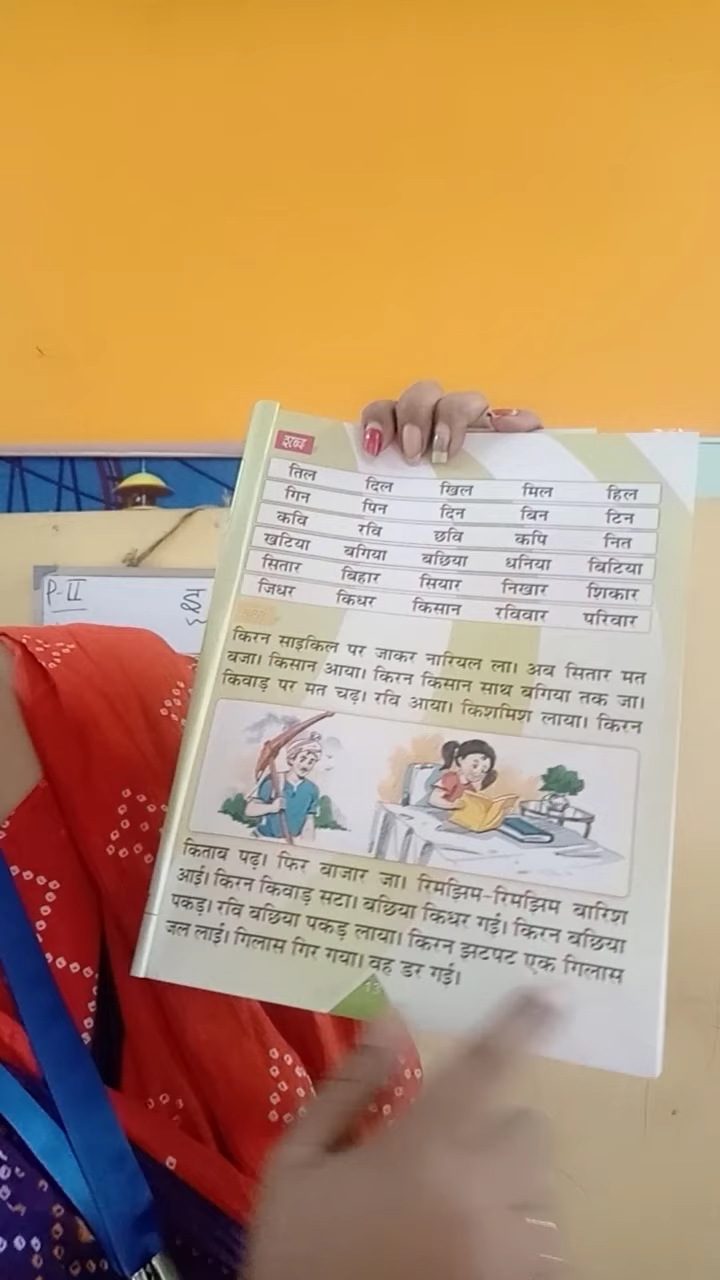 शब्द
तिल दिल खिल मिल हिल
गिन पिन दिन बिन टिन
कवि रवि छवि कपि नित
खटिया बगिया बछिया धनिया बिटिया
सितार बिहार सियार निखार शिकार
जिधर किधर किसान रविवार परिवार
किरन साइकिल पर जाकर नारियल ला। अब सितार मत
बजा। किसान आया। किरन किसान साथ बगिया तक जा।
किवाड़ पर मत चढ़। रवि आया। किशमिश लाया। किरन
किताब पढ़। फिर बाजार जा। रिमझिम-रिमझिम बारिश
आई। किरन किवाड़ सटा। बछिया किधर गई। किरन बछिया
पकड़। रवि बछिया पकड़ लाया। किरन झटपट एक गिलास
जल लाई। गिलास गिर गया। वह डर गई।
P-II